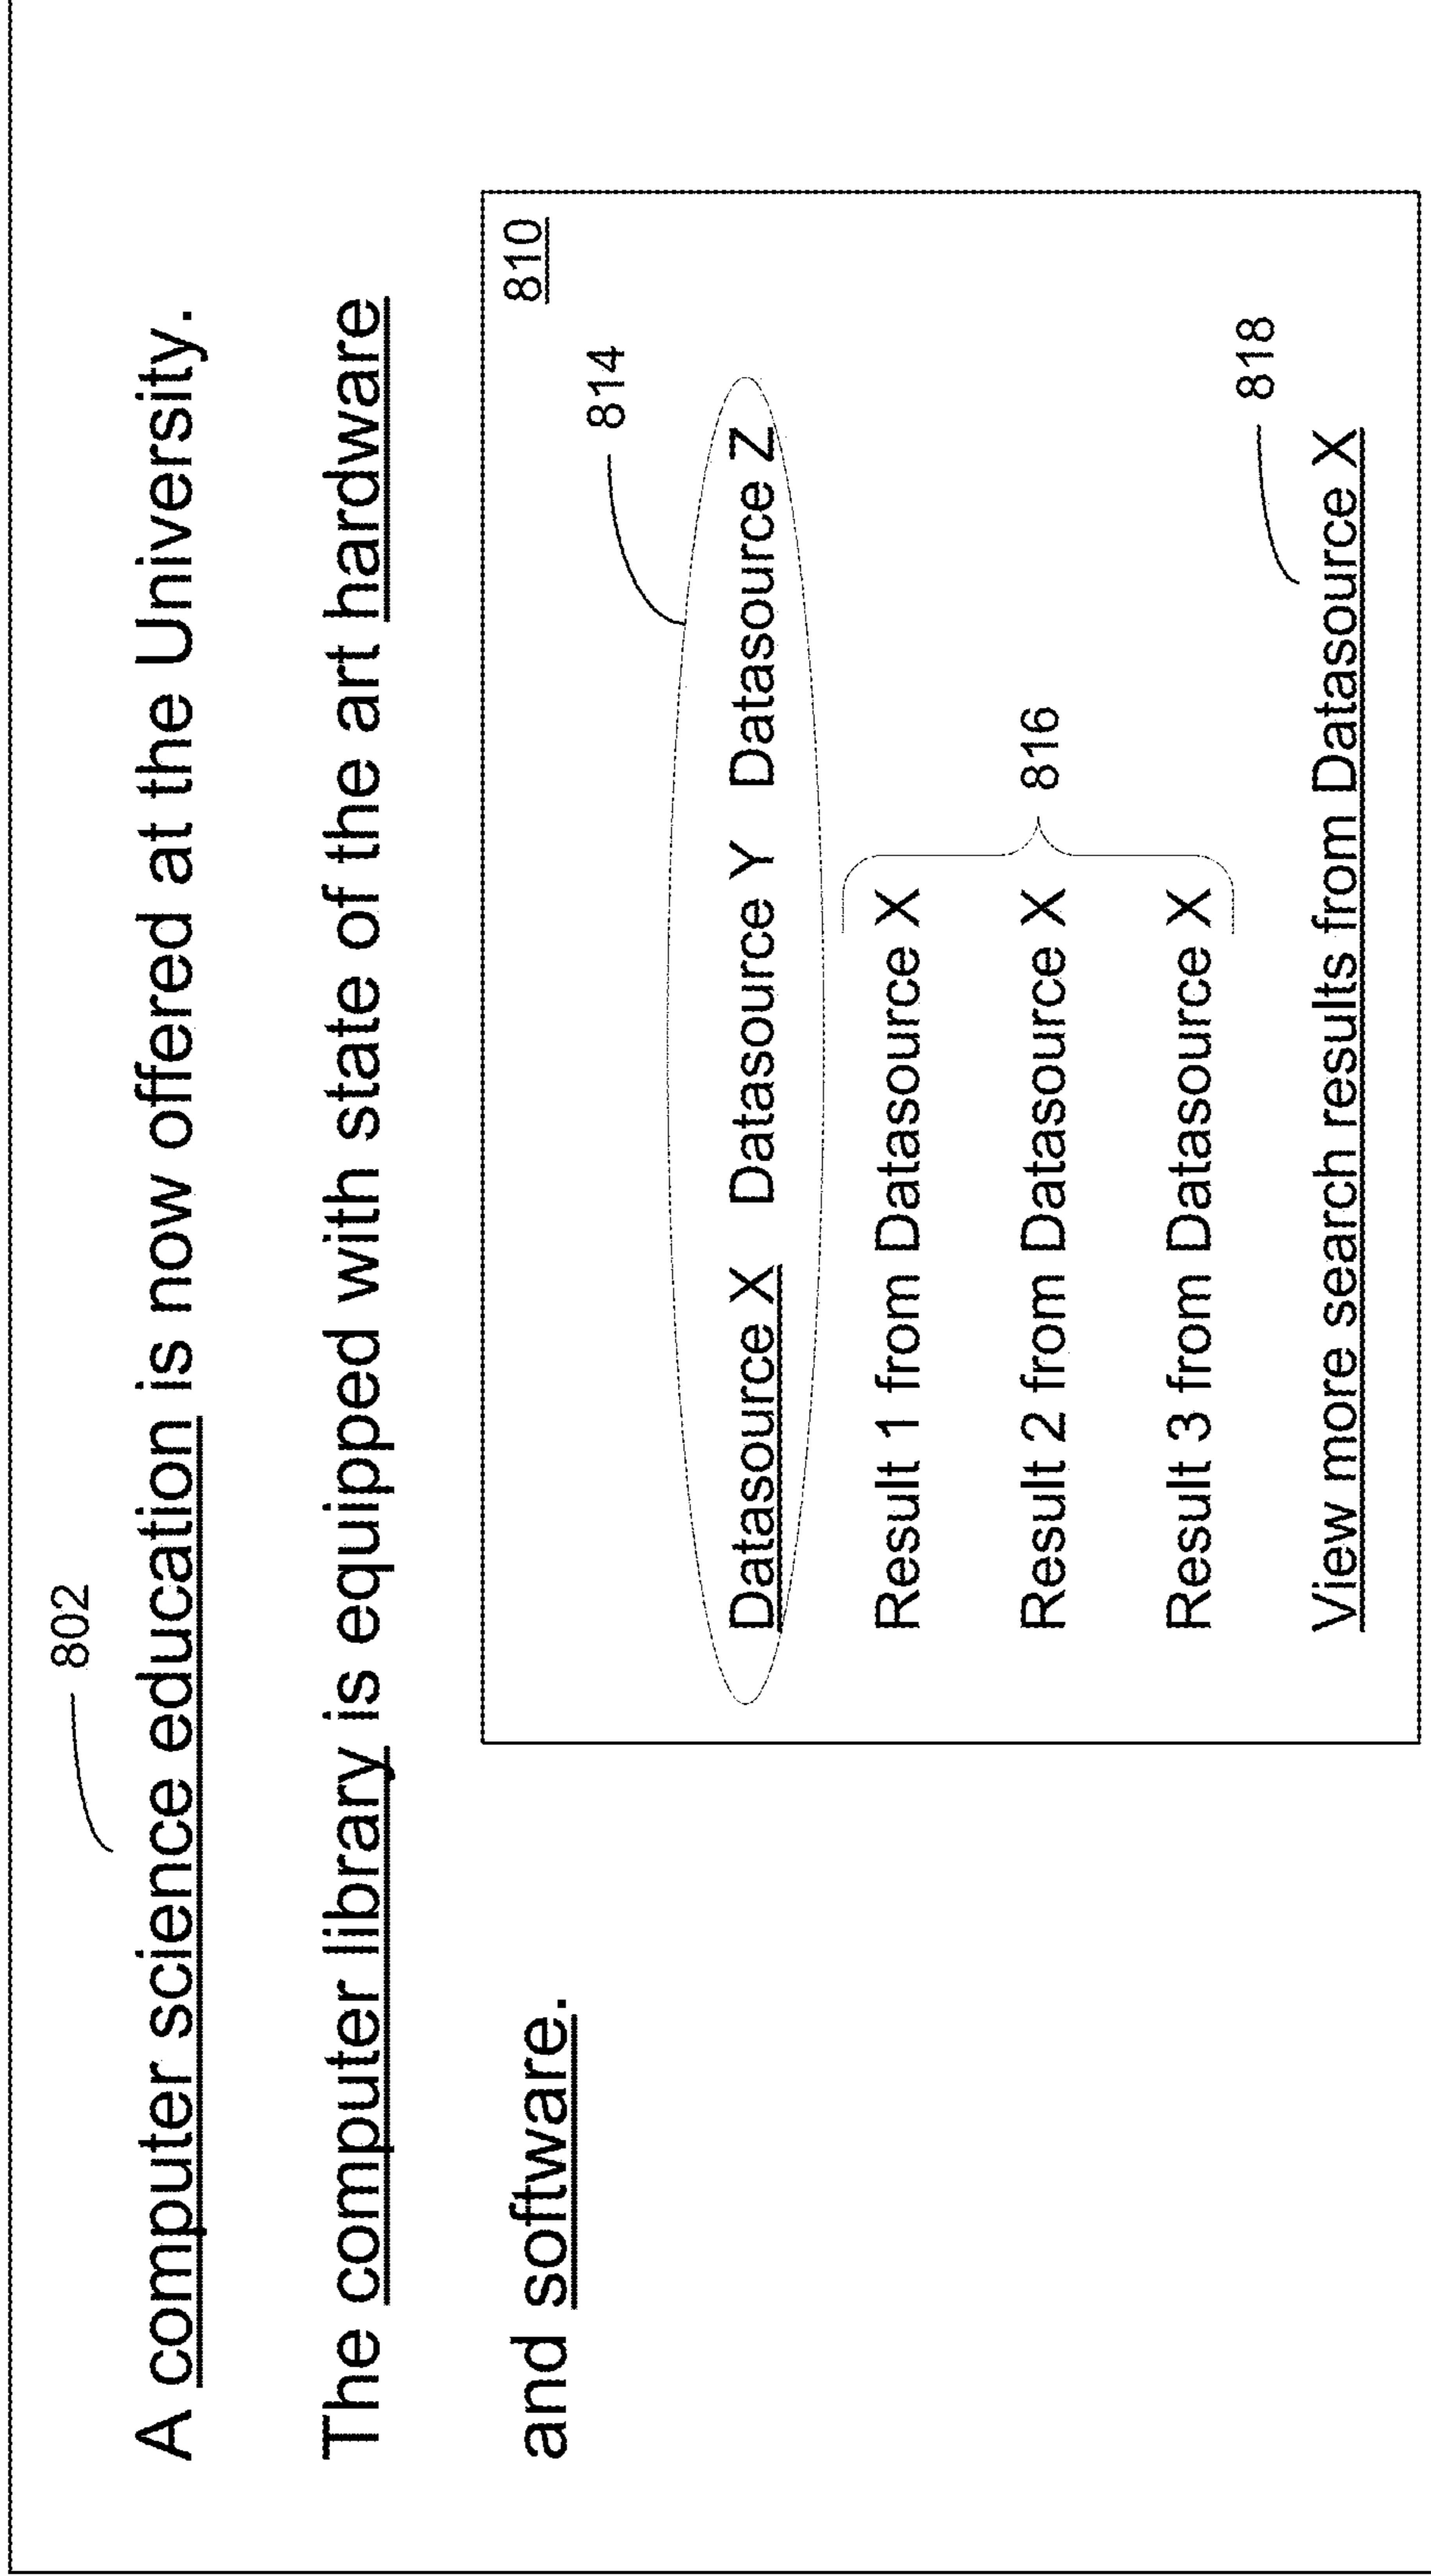 802
A computer science education is now offered at the University.
The computer library is equipped with state of the art hardware
and software.
810
814
Datasource X Datasource Y Datasource Z
Result 1 from Datasource X
Result 2 from Datasource X
816
Result 3 from Datasource X
818
View more search results from Datasource X